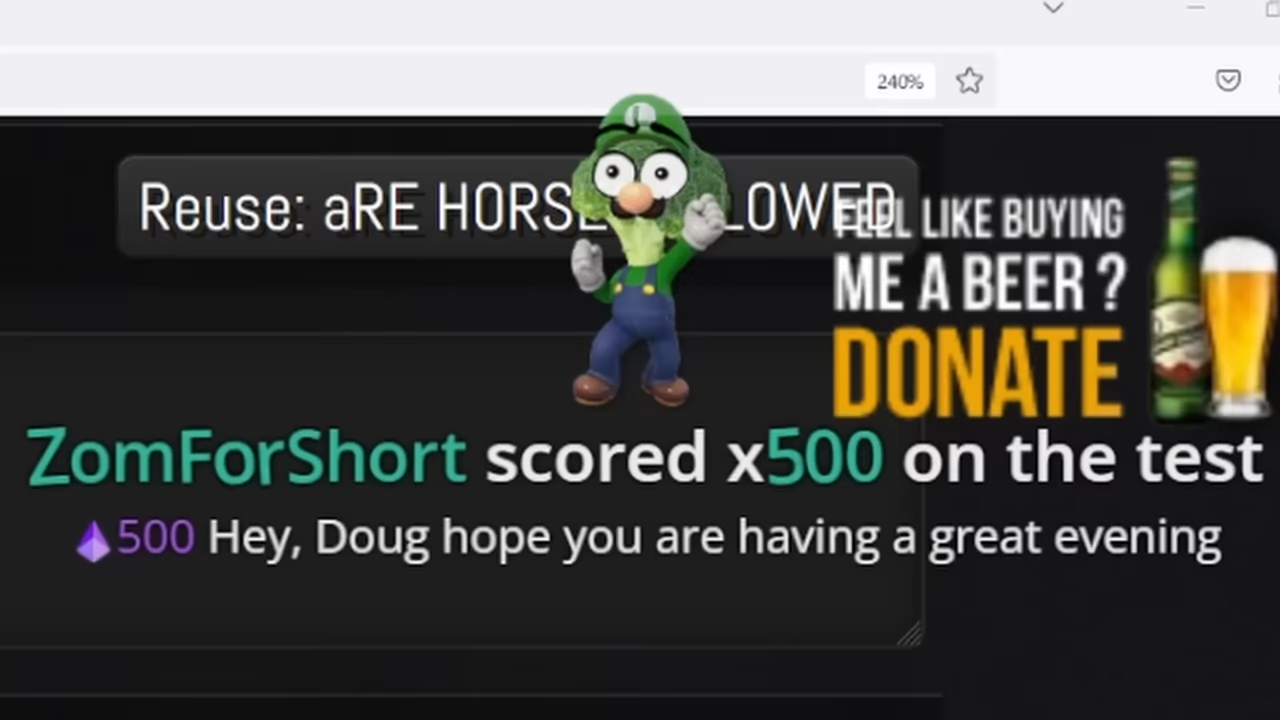 240%
Reuse: aRE HORSE LOWED
FEEL LIKE BUYING
ME A BEER ?
DONATE
ZomForShort scored x500 on the test
500 Hey, Doug hope you are having a great evening